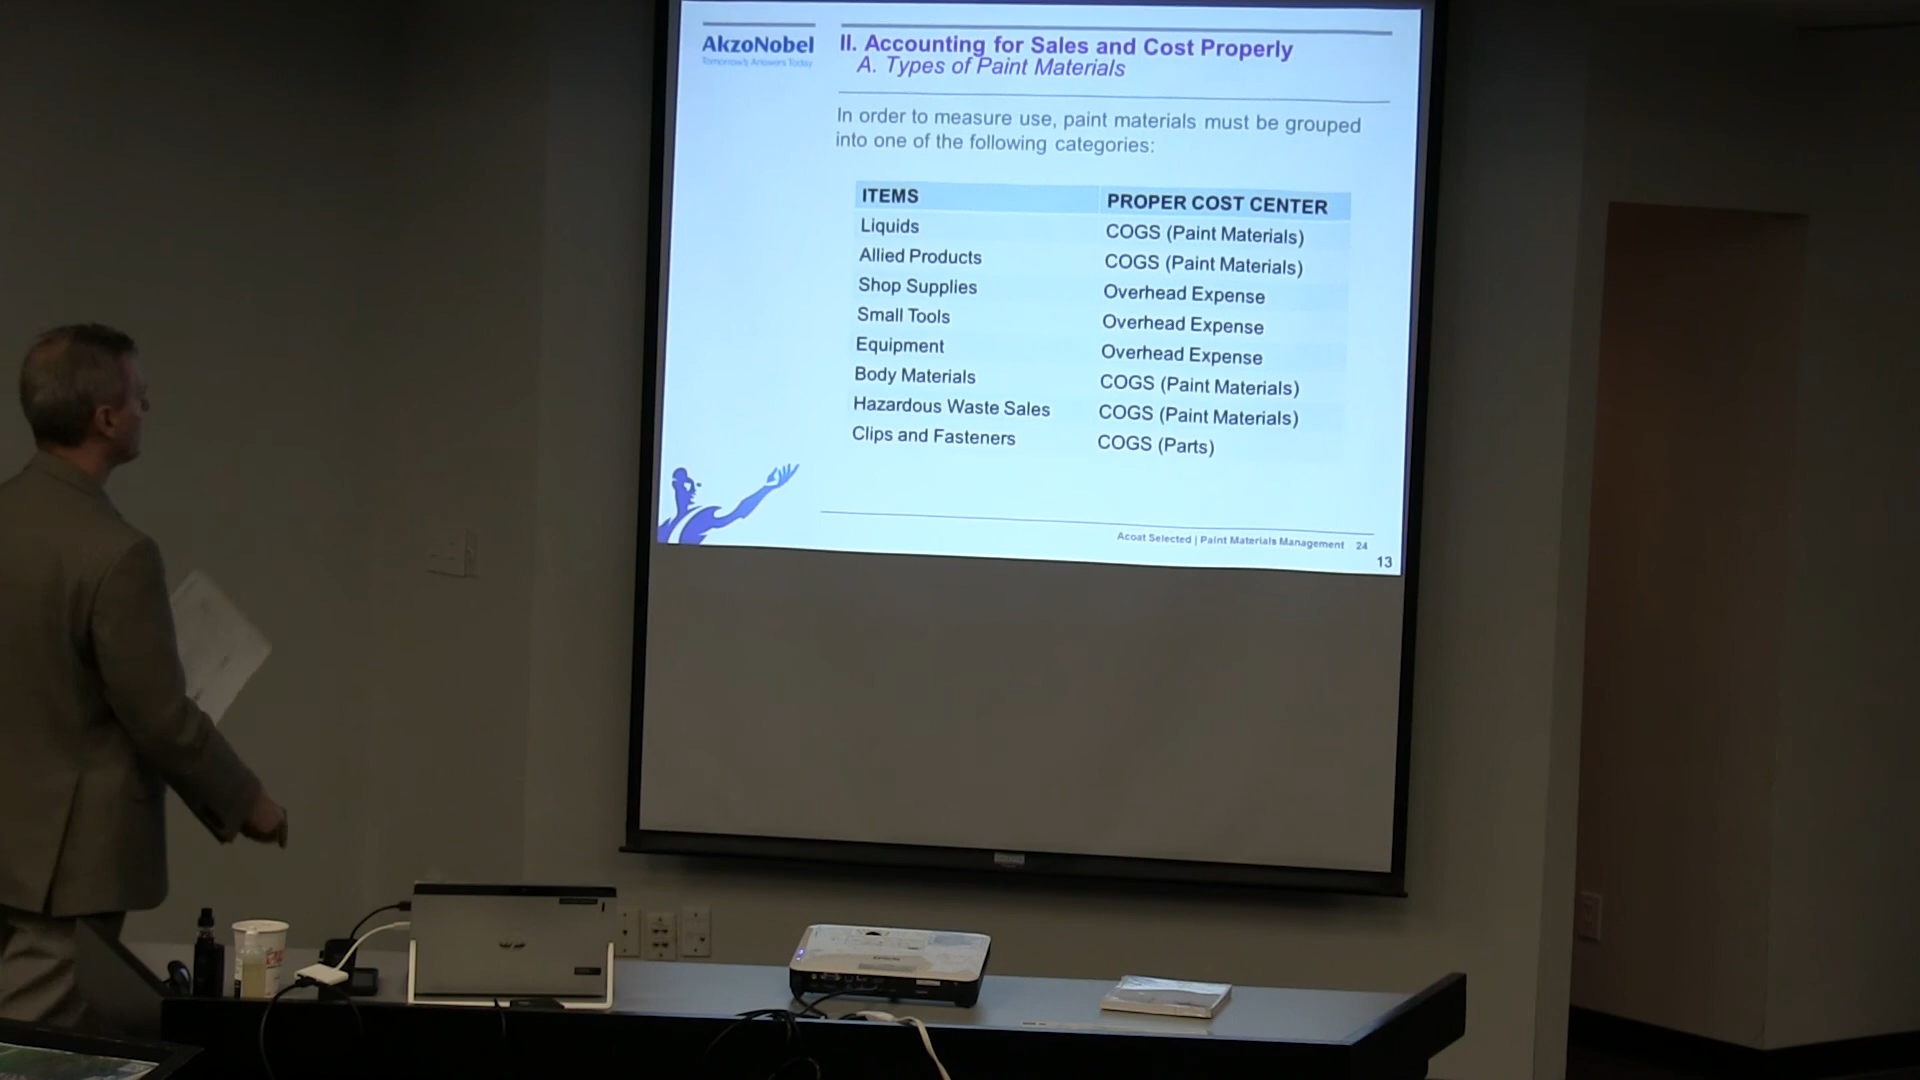 AkzoNobel
Tomorrow's Answers Today
II. Accounting for Sales and Cost Properly
A. Types of Paint Materials
In order to measure use, paint materials must be grouped
into one of the following categories:
ITEMS PROPER COST CENTER
Liquids COGS (Paint Materials)
Allied Products COGS (Paint Materials)
Shop Supplies Overhead Expense
Small Tools Overhead Expense
Equipment Overhead Expense
Body Materials COGS (Paint Materials)
Hazardous Waste Sales COGS (Paint Materials)
Clips and Fasteners COGS (Parts)
Acoat Selected | Paint Materials Management 24
13